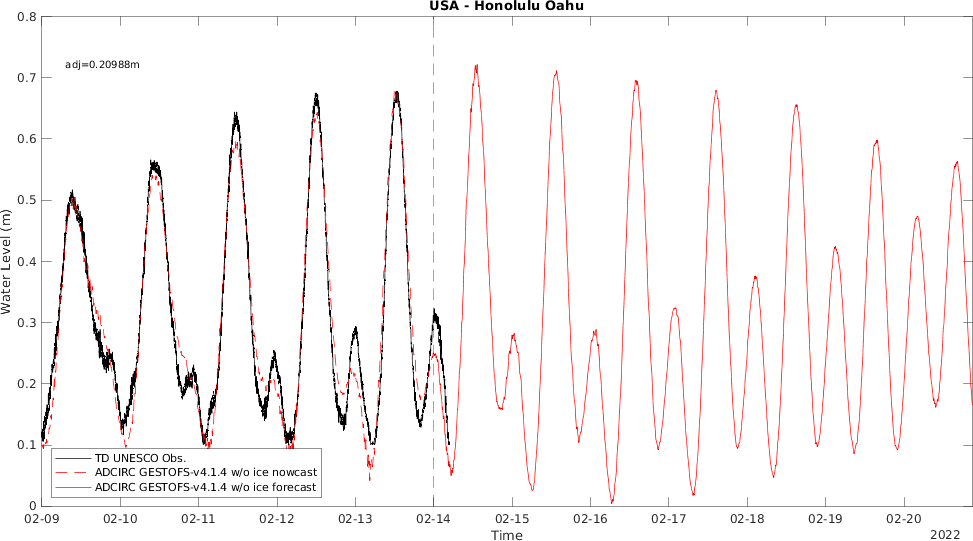 USA - Honolulu Oahu
adj=0.20988m
0.8
0.7
0.6
0.5
0.4
0.3
0.2
0.1
0
Water Level (m)
TD UNESCO Obs.
ADCIRC GESTOFS-v4.1.4 w/o ice nowcast
ADCIRC GESTOFS-v4.1.4 w/o ice forecast
02-09 02-10 02-11 02-12 02-13 02-14 02-15 02-16 02-17 02-18 02-19 02-20
Time
2022